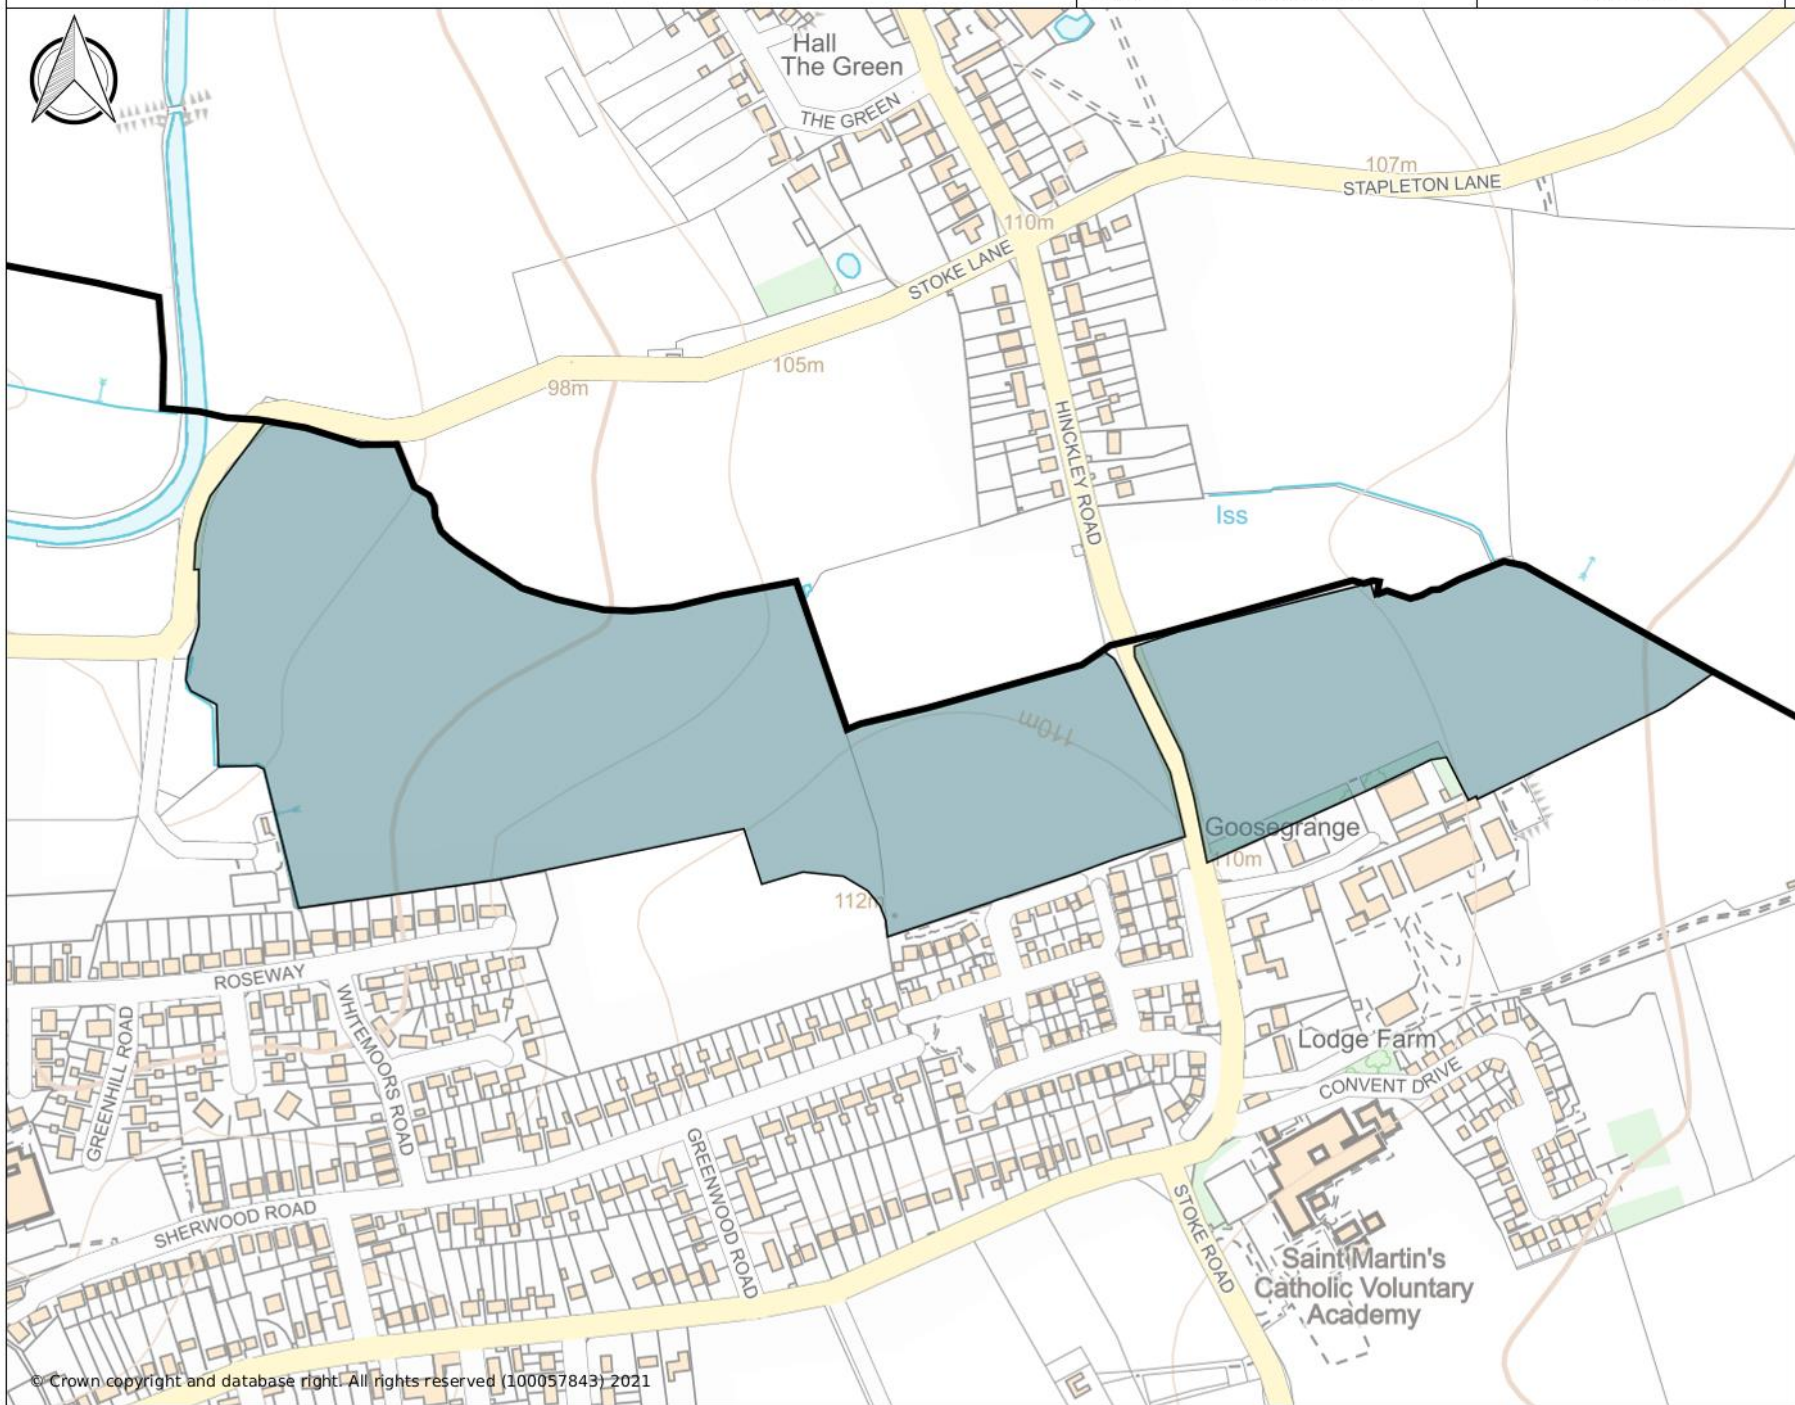 Hall
The Green
THE GREEN
107m
STAPLETON LANE
110m
STOKE LANE
105m
98m
HINCKLEY ROAD
Iss
110m
Goosegrange
110m
112m
ROSEWAY
WHITEMOORS ROAD
GREENHILL ROAD
Lodge Farm
CONVENT DRIVE
GREENWOOD ROAD
SHERWOOD ROAD
STOKE ROAD
Saint Martin's
Catholic Voluntary
Academy
© Crown copyright and database right. All rights reserved (100057843) 2021